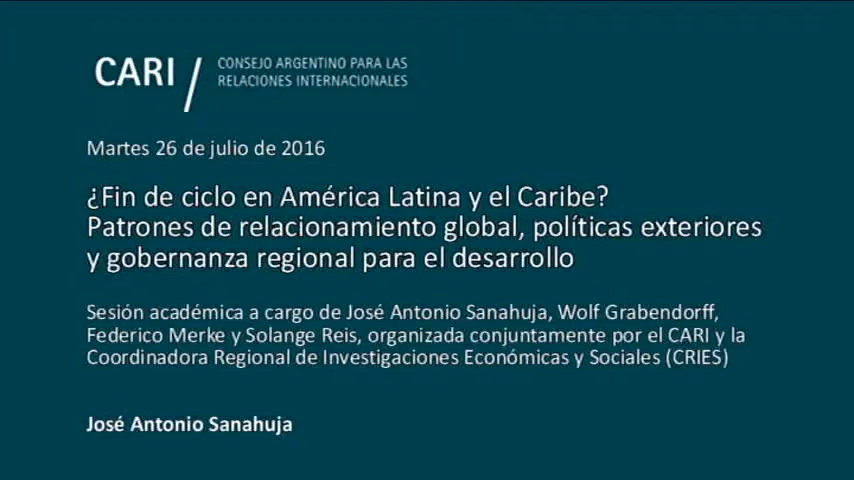 CARI / CONSEJO ARGENTINO PARA LAS
RELACIONES INTERNACIONALES
Martes 26 de julio de 2016
¿Fin de ciclo en América Latina y el Caribe?
Patrones de relacionamiento global, políticas exteriores
y gobernanza regional para el desarrollo
Sesión académica a cargo de José Antonio Sanahuja, Wolf Grabendorff,
Federico Merke y Solange Reis, organizada conjuntamente por el CARI y la
Coordinadora Regional de Investigaciones Económicas y Sociales (CRIES)
José Antonio Sanahuja